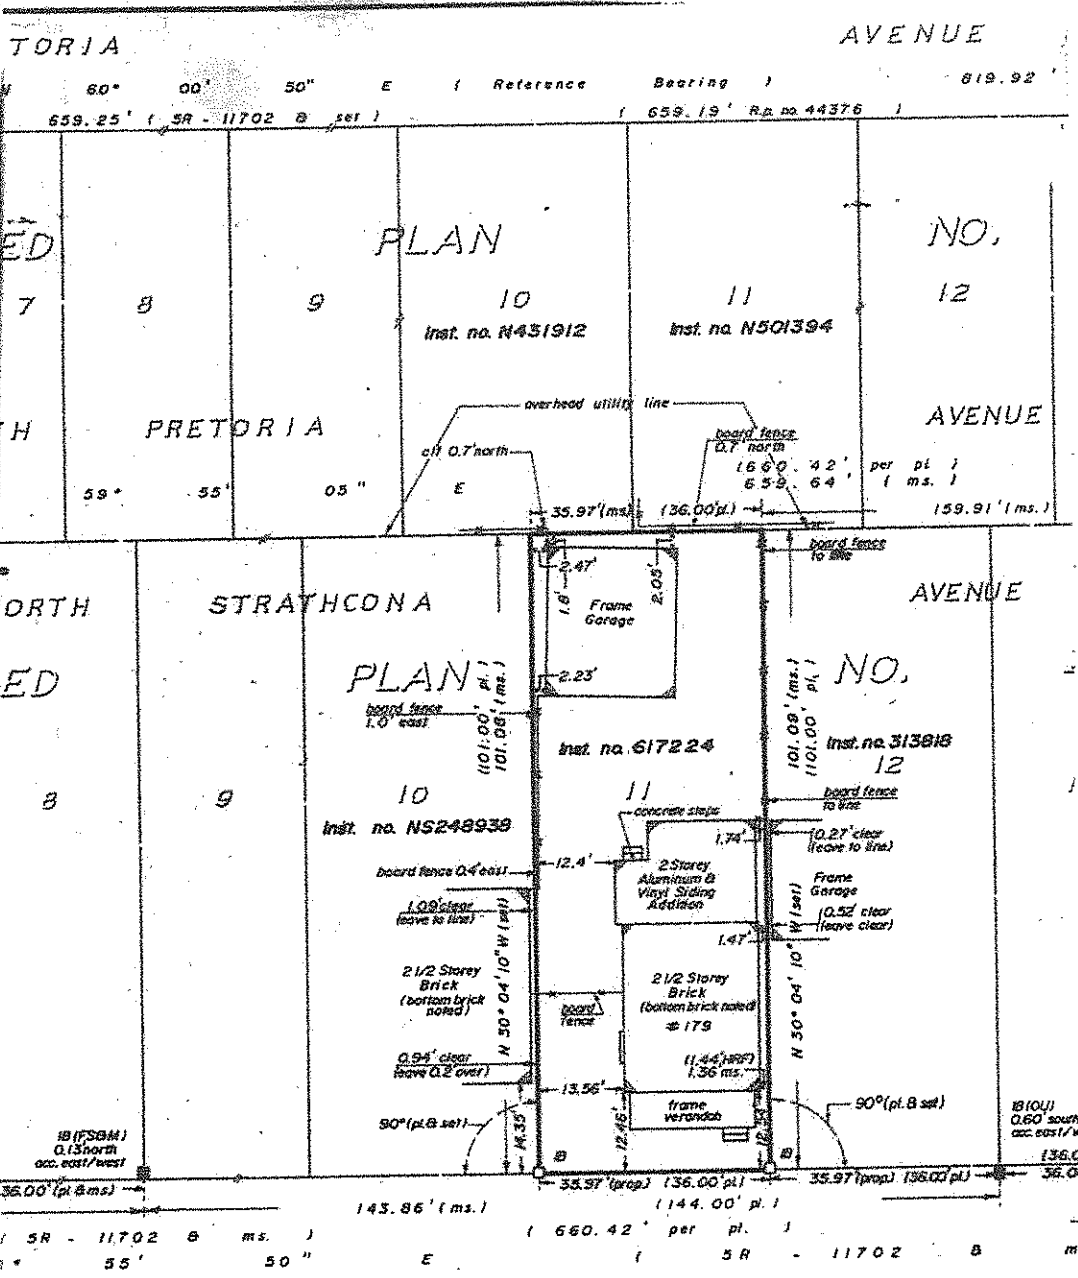 TORIA AVENUE
60° 00' 50" E ( Reference Bearing ) 819.92 '
659.25' ( SR - 11702 & set ) ( 659.19' R.p. no. 44376 )
ED PLAN NO.
7 8 9 10 11 12
Inst. no. N431912 Inst. no. N501394
overhead utility line
TH PRETORIA AVENUE
board fence
0.7' north
clf 0.7' north
(660.42' per pl. )
659.64' ( ms. )
59° 55' 05" E
35.97'(ms.) (36.00'pl.) 159.91'(ms.)
board fence
to line
2.47'
1.8'
2.05'
Frame
Garage
2.23'
ORTH STRATHCONA AVENUE
ED PLAN NO.
(101.00' pl.)
101.08' (ms.)
101.09' (ms.)
(101.00' pl.)
board fence
1.0' east
Inst. no. 617224
Inst. no. 313818
8 9 10 11 12
Inst. no. NS248938
board fence
to line
concrete steps
1.74'
0.27' clear
(eave to line)
12.4'
2 Storey
Aluminum &
Vinyl Siding
Addition
board fence 0.4' east
Frame
Garage
1.09' clear
(eave to line)
0.52' clear
(eave clear)
1.47'
N 30° 04' 10" W (set)
N 30° 04' 10" W (set)
2 1/2 Storey
Brick
(bottom brick
noted)
2 1/2 Storey
Brick
(bottom brick noted)
# 179
board
fence
0.94' clear
(eave 0.2' over)
(1.44' HRF)
1.36 ms.
13.56'
frame
verandah
14.35'
12.46'
90° (pl. & set)
90° (pl. & set)
IB (FSBM)
0.13 north
acc. east/west
IB
IB
IB (OU)
0.60' south
acc. east/w
36.00' (pl & ms) 35.97' (prop.) (36.00' pl.) 35.97' (prop.) (36.00' pl.) 36.0
143.86' (ms.) (144.00' pl.)
( SR - 11702 & ms. ) ( 660.42 ' per pl. )
55' 50" E ( SR - 11702 & m